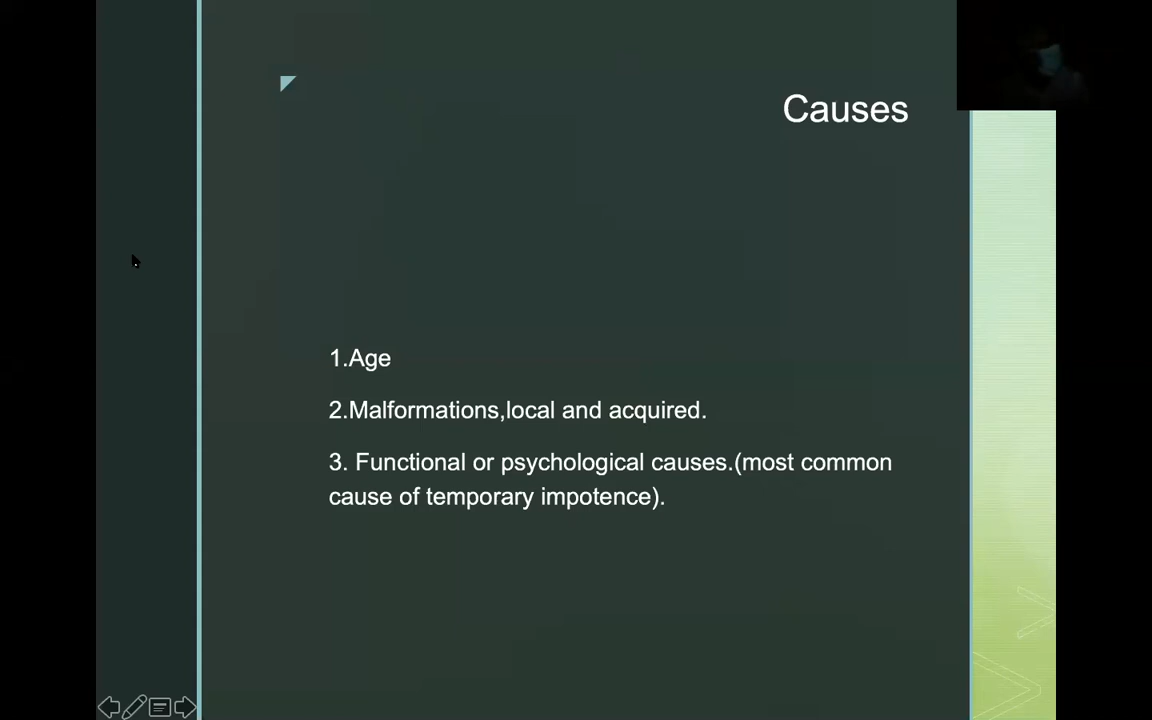 Causes
1.Age
2.Malformations,local and acquired.
3. Functional or psychological causes.(most common
cause of temporary impotence).